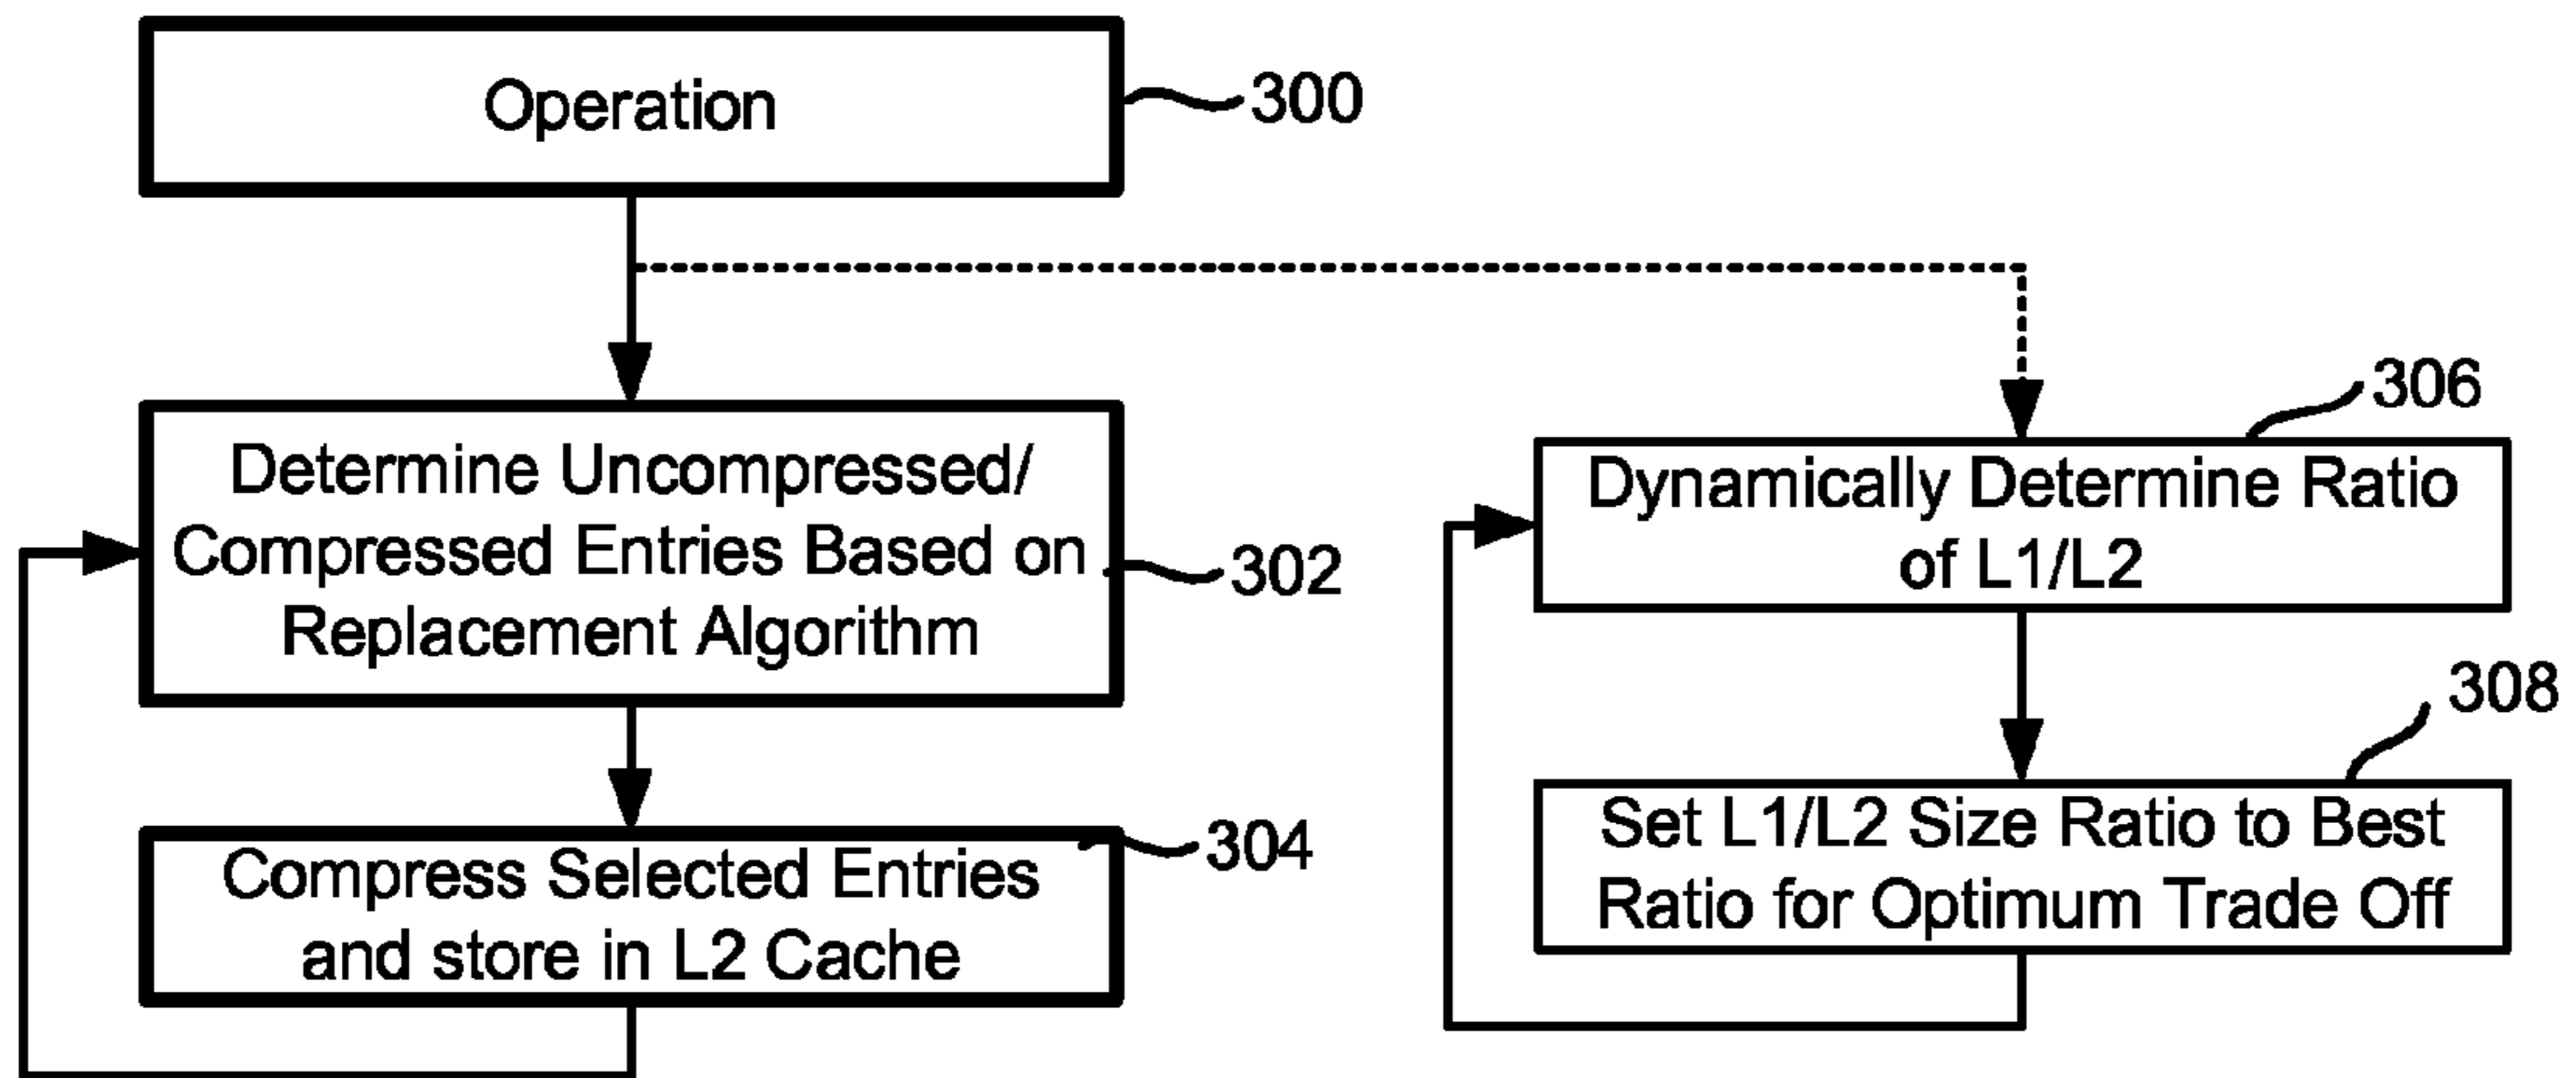 Operation
300
Determine Uncompressed/
Compressed Entries Based on
Replacement Algorithm
302
Compress Selected Entries
and store in L2 Cache
304
306
Dynamically Determine Ratio
of L1/L2
308
Set L1/L2 Size Ratio to Best
Ratio for Optimum Trade Off